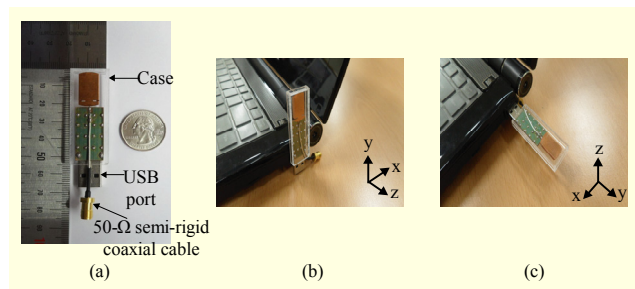 Case
USB
port
50-Ω semi-rigid
coaxial cable
(a)
y
x
z
(b)
z
x
y
(c)